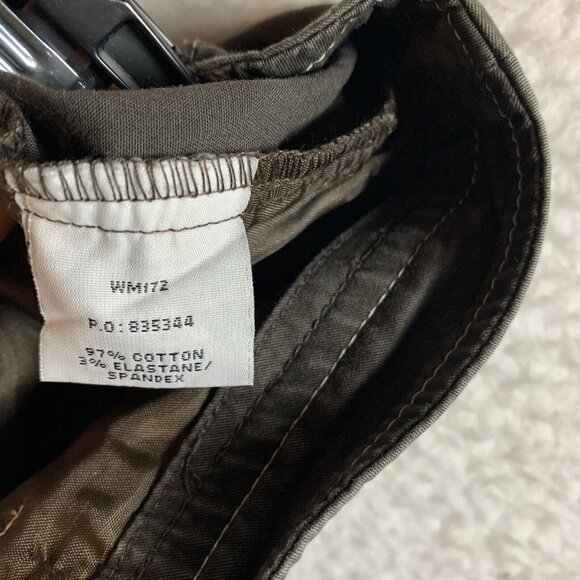 WM172
P.O: 835344
97% COTTON
3% ELASTANE/
SPANDEX